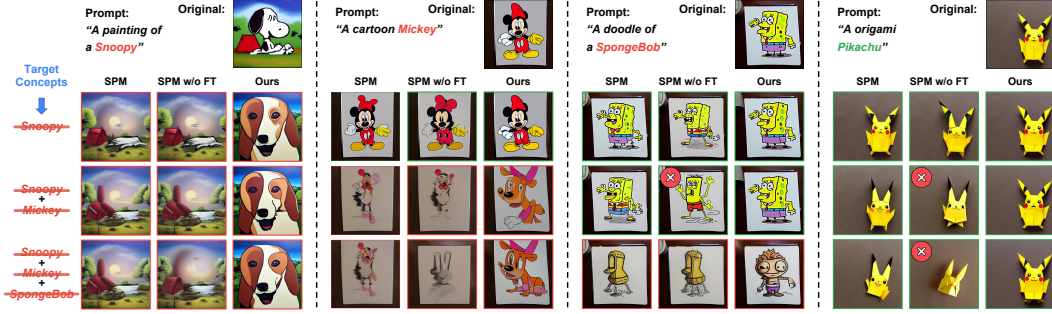 Prompt:
Original:
“A painting of
a Snoopy”
SPM
SPM w/o FT
Ours
Prompt:
Original:
“A cartoon Mickey”
SPM
SPM w/o FT
Ours
Prompt:
Original:
“A doodle of
a SpongeBob”
SPM
SPM w/o FT
Ours
Prompt:
Original:
“A origami
Pikachu”
SPM
SPM w/o FT
Ours
Target
Concepts
Snoopy
Snoopy
+
Mickey
Snoopy
+
Mickey
+
SpongeBob